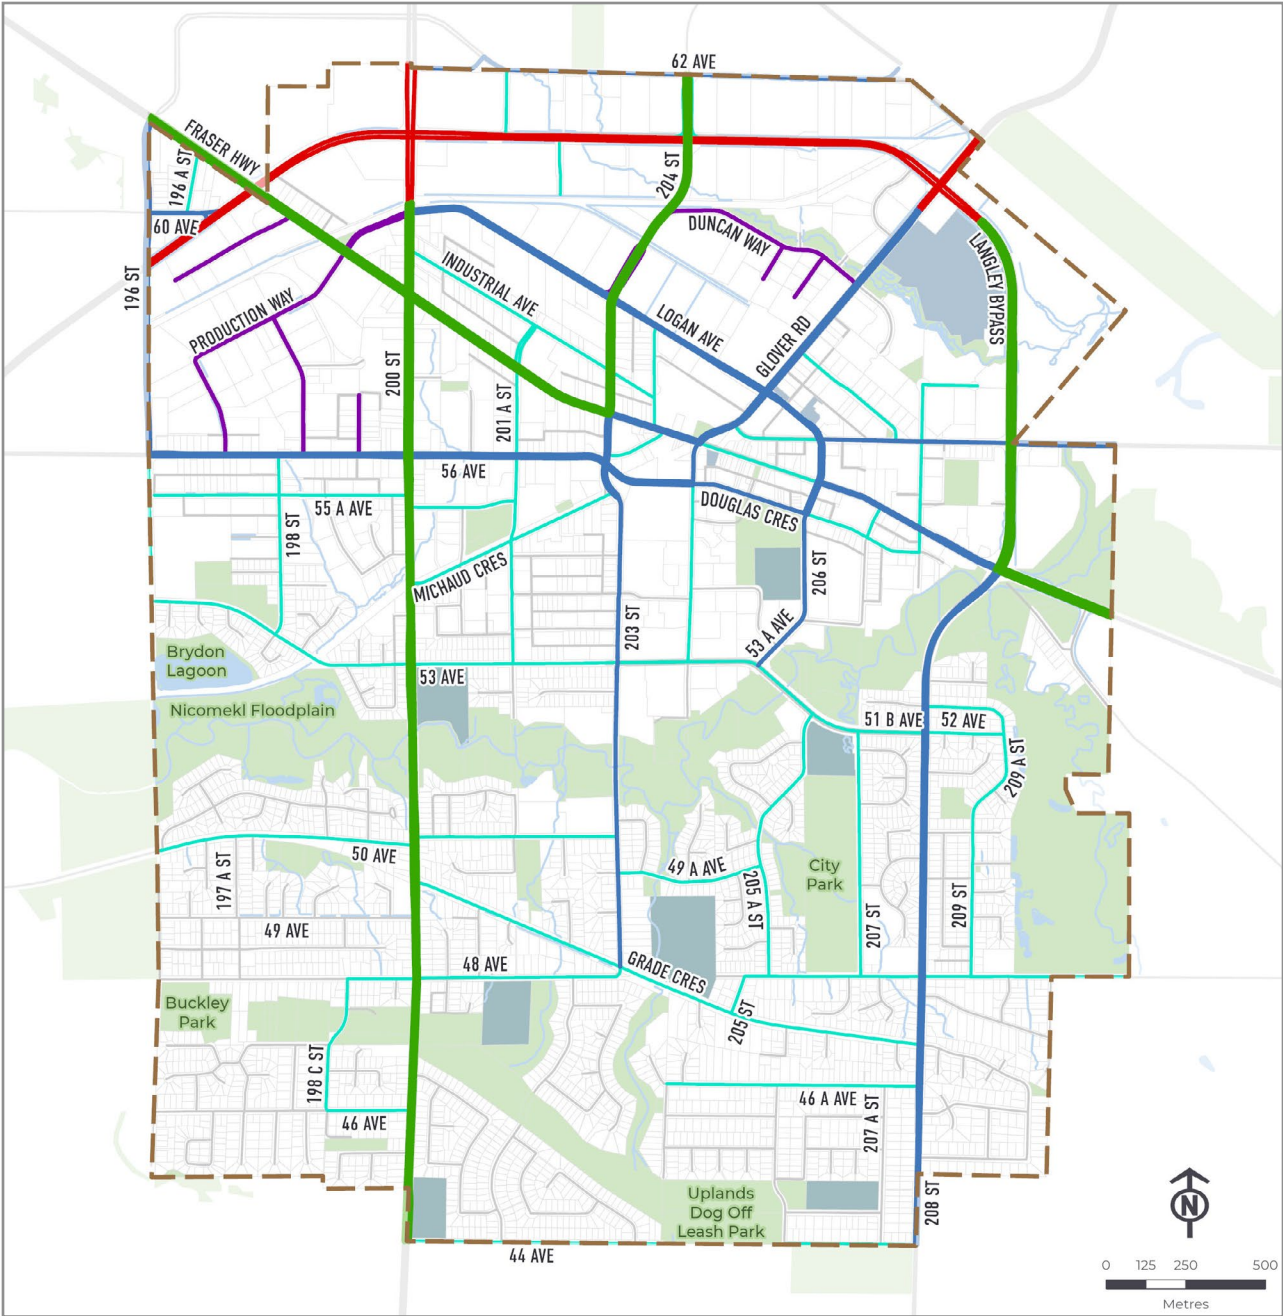 62 AVE
FRASER HWY
196 A ST
204 ST
60 AVE
DUNCAN WAY
196 ST
INDUSTRIAL AVE
LANGLEY BYPASS
PRODUCTION WAY
LOGAN AVE
GLOVER RD
200 ST
201 A ST
56 AVE
55 A AVE
DOUGLAS CRES
198 ST
MICHAUD CRES
206 ST
203 ST
53 A AVE
Brydon
Lagoon
53 AVE
Nicomekl Floodplain
51 B AVE
52 AVE
209 A ST
50 AVE
49 A AVE
City
Park
197 A ST
205 A ST
209 ST
207 ST
49 AVE
48 AVE
GRADE CRES
Buckley
Park
205 ST
198 C ST
46 A AVE
46 AVE
207 A ST
Uplands
Dog Off
Leash Park
208 ST
44 AVE
N
0 125 250 500
Metres